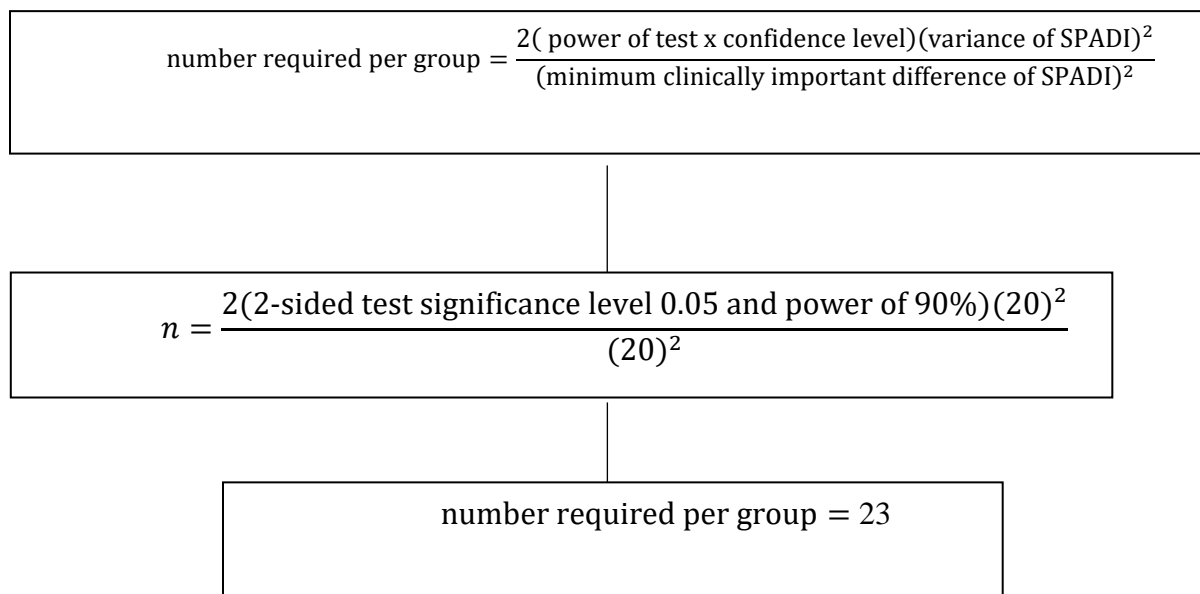 number required per group = 2( power of test x confidence level)(variance of SPADI)² / (minimum clinically important difference of SPADI)²
n = 2(2-sided test significance level 0.05 and power of 90%)(20)² / (20)²
number required per group = 23